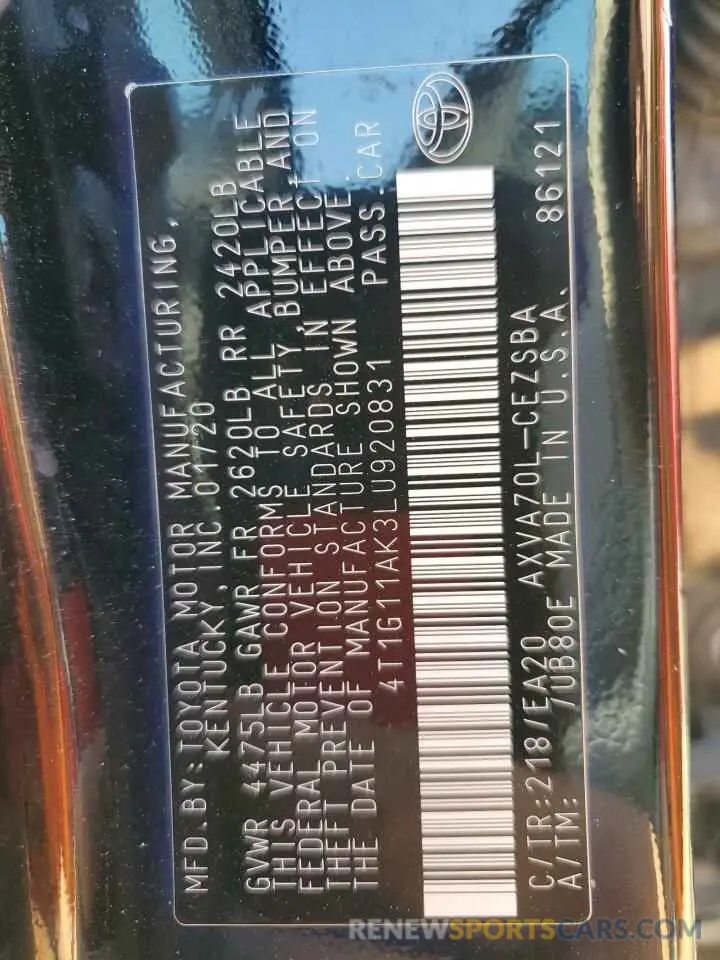 MFD.BY:TOYOTA MOTOR MANUFACTURING,
KENTUCKY, INC.01/20
GVWR 4475LB GAWR FR 2620LB RR 2420LB
THIS VEHICLE CONFORMS TO ALL APPLICABLE
FEDERAL MOTOR VEHICLE SAFETY,BUMPER,AND
THEFT PREVENTION STANDARDS IN EFFECT ON
THE DATE OF MANUFACTURE SHOWN ABOVE.
4T1G11AK3LU920831 PASS.CAR
C/TR:218/EA20 AXVA70L-CEZSBA
A/TM: /UB80E MADE IN U.S.A. 86121
RENEWSPORTSCARS.COM